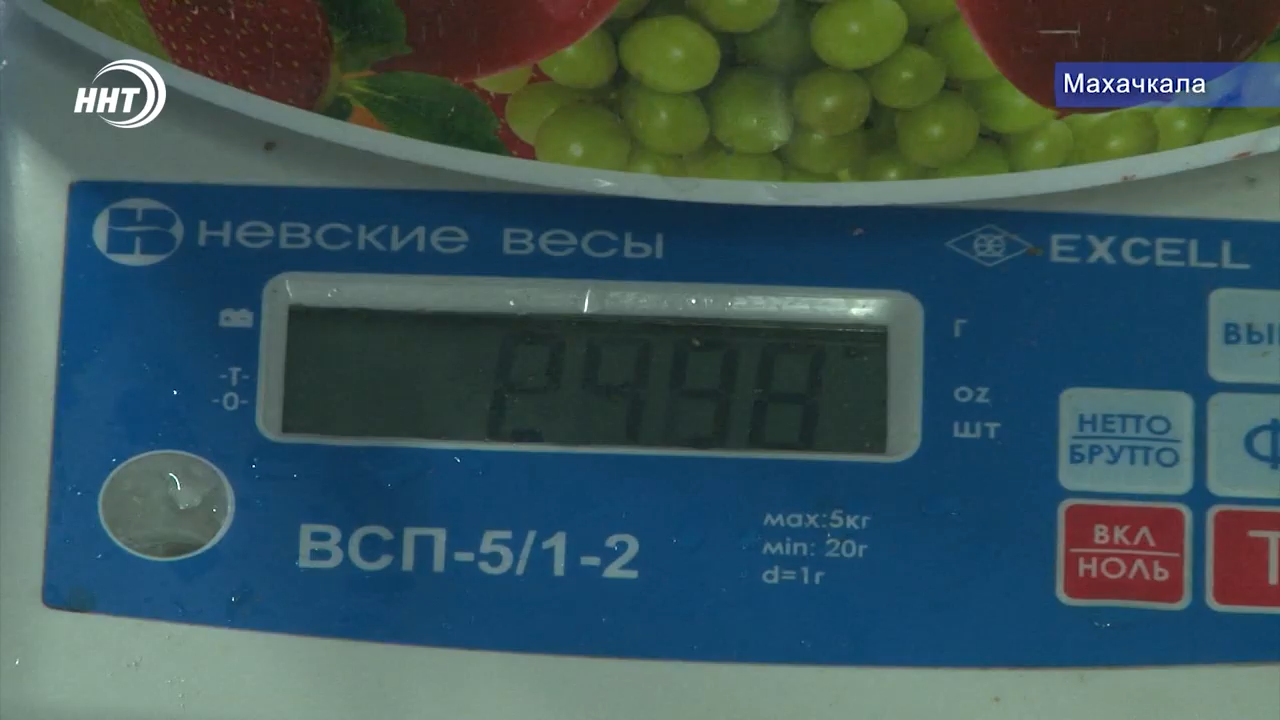 ННТ
Махачкала
НЕВСКИЕ ВЕСЫ
EXCELL
2498
Г
-T-
-0-
oz
шт
НЕТТО
БРУТТО
ВСП-5/1-2
max:5кг
min: 20г
d=1г
ВКЛ
НОЛЬ